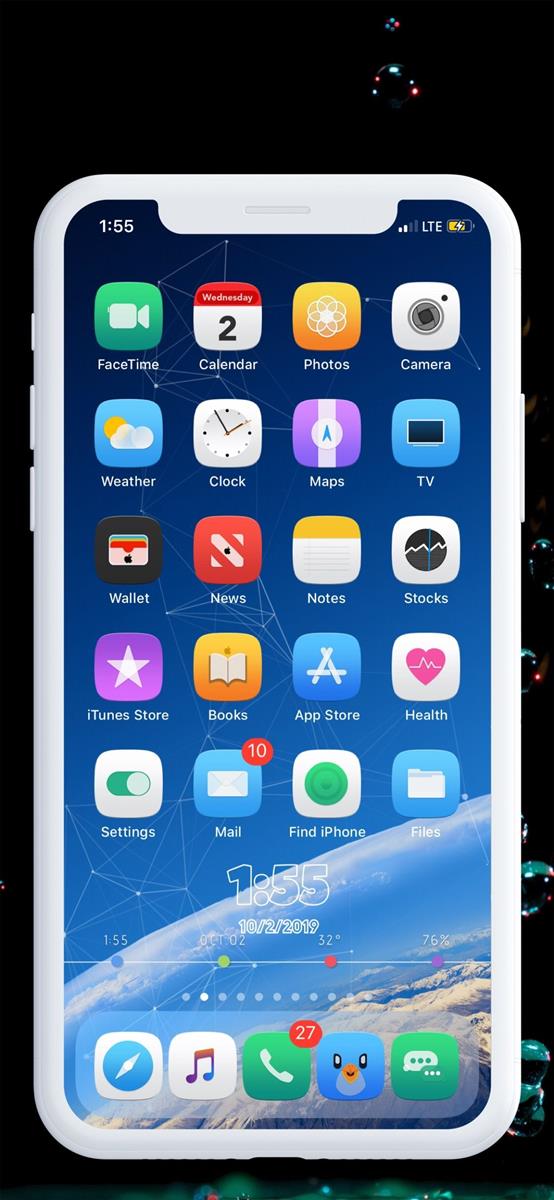 1:55 LTE
Wednesday
2
FaceTime Calendar Photos Camera
Weather Clock Maps TV
Wallet News Notes Stocks
iTunes Store Books App Store Health
10
Settings Mail Find iPhone Files
1:55
10/2/2019
1:55 OCT 02 32° 76%
27